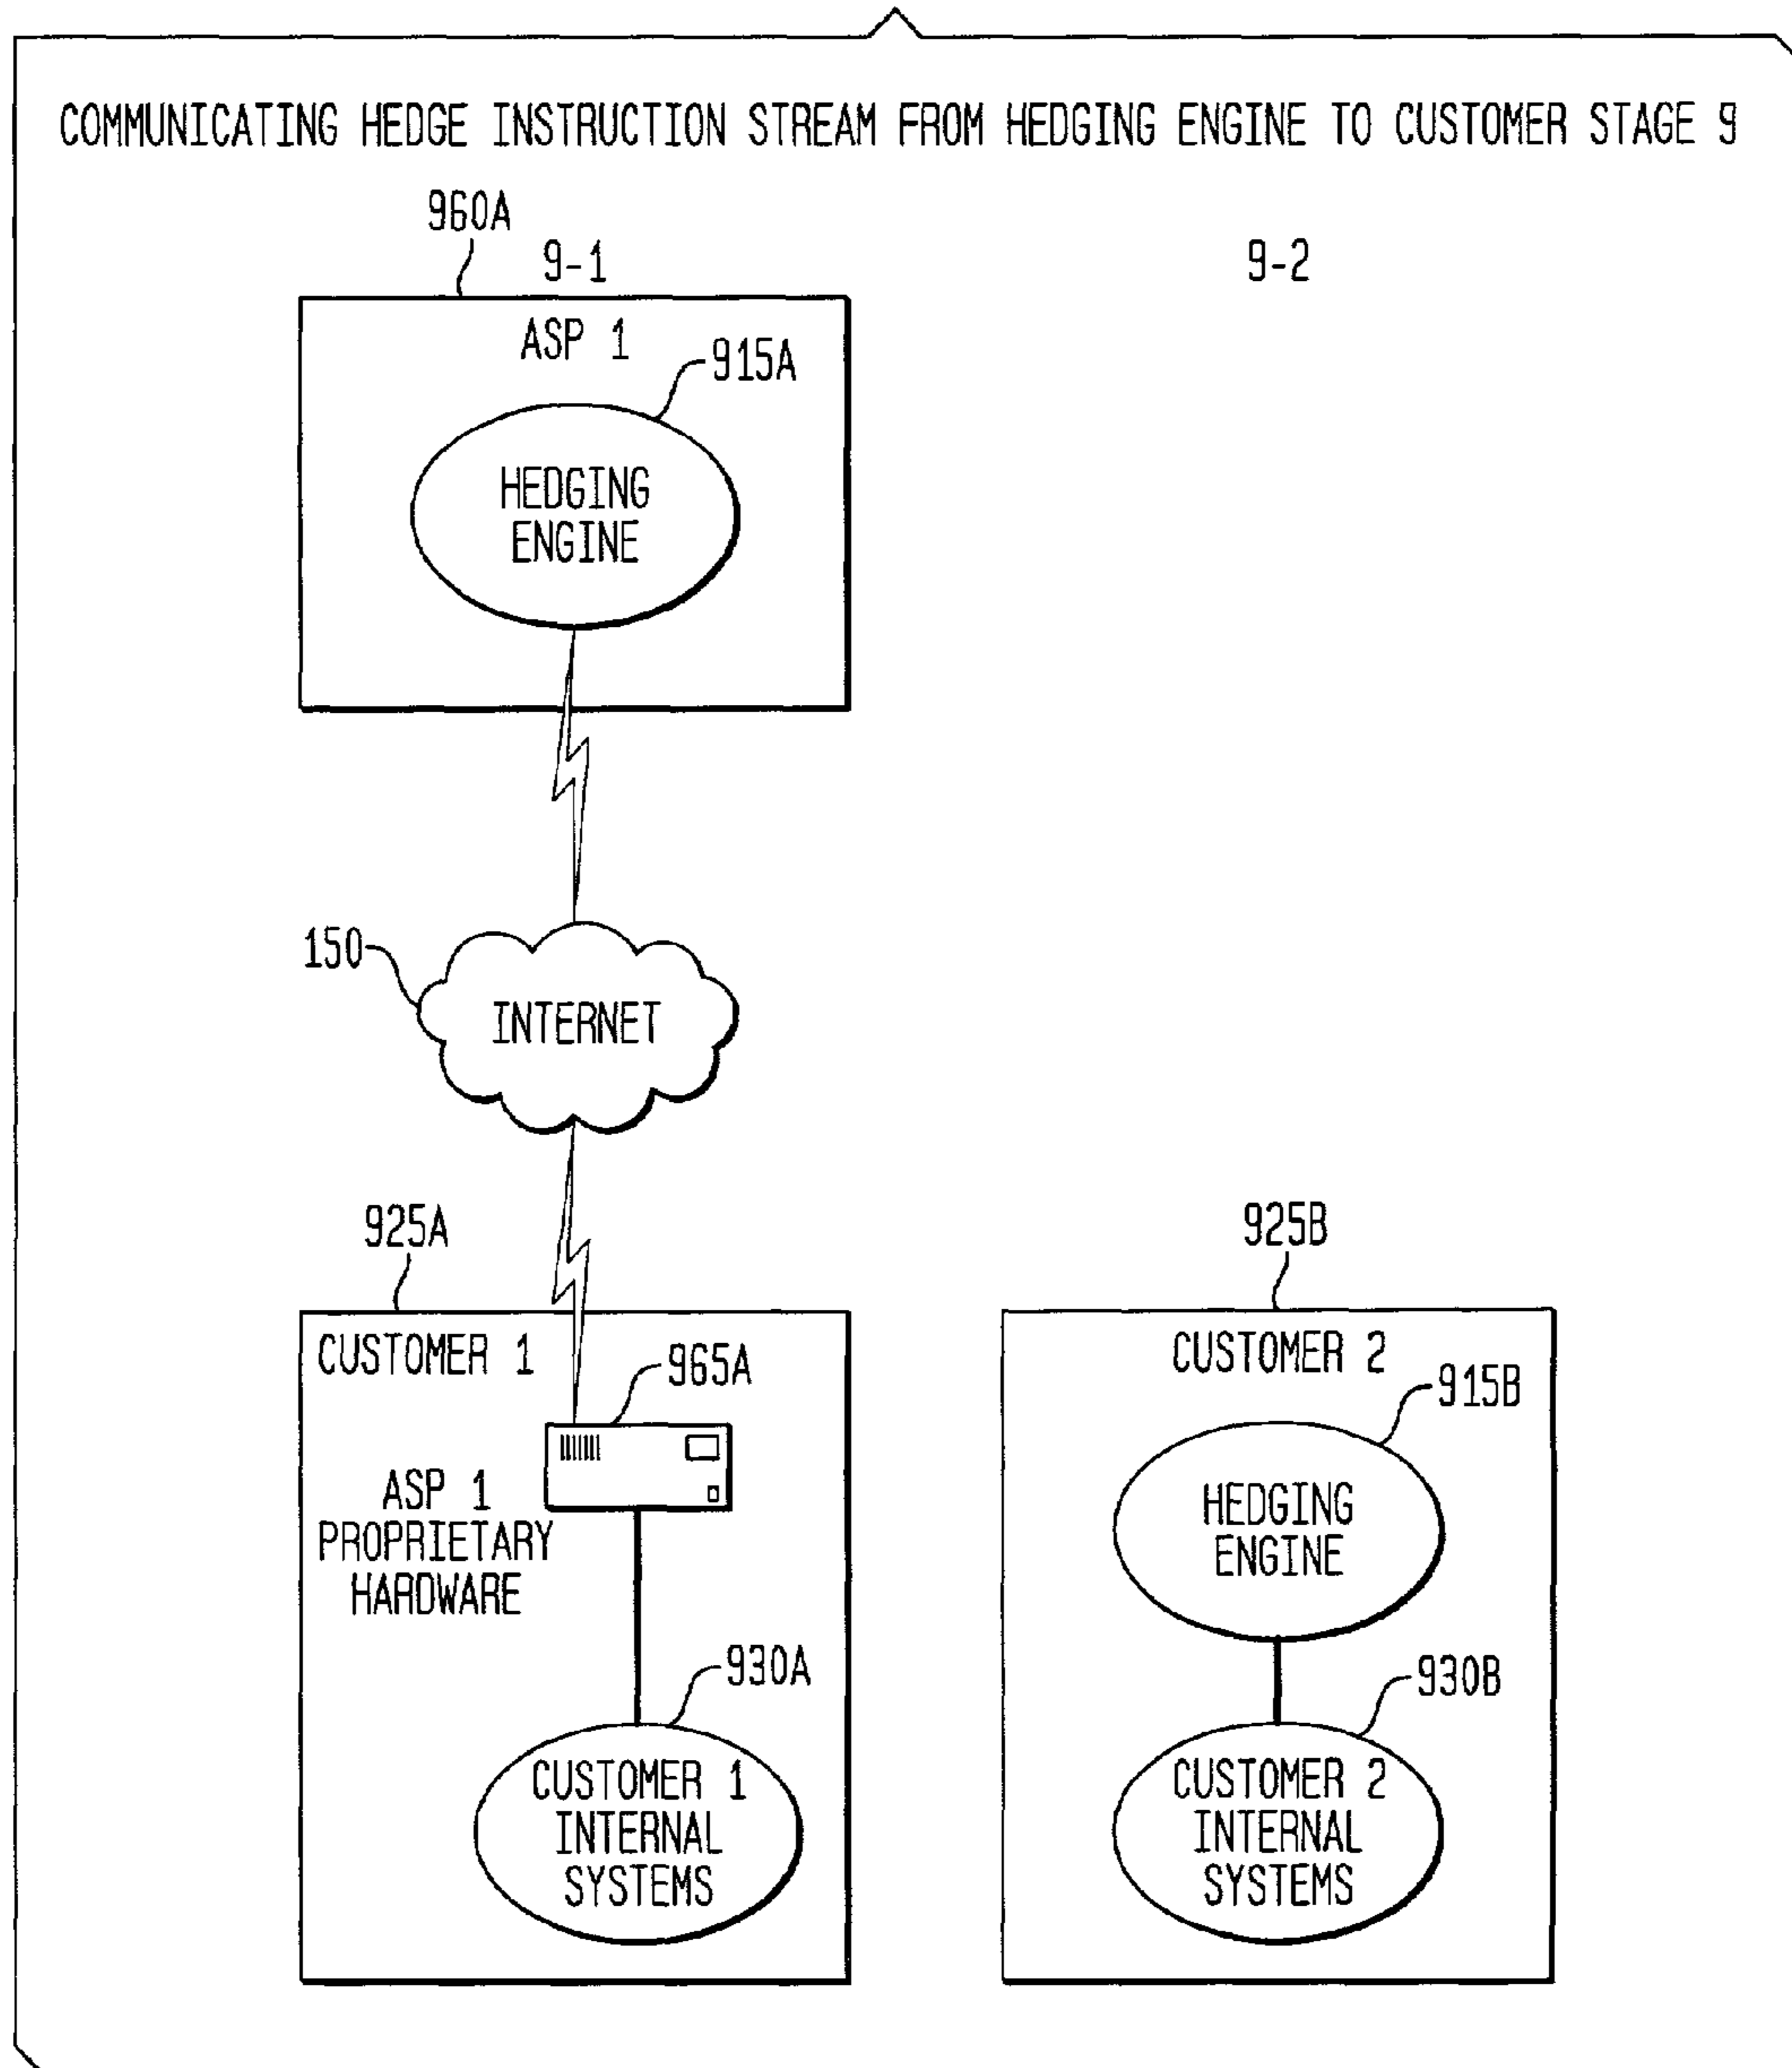 COMMUNICATING HEDGE INSTRUCTION STREAM FROM HEDGING ENGINE TO CUSTOMER STAGE 9
960A
9-1
9-2
ASP 1
915A
HEDGING
ENGINE
150
INTERNET
925A
925B
CUSTOMER 1
965A
ASP 1
PROPRIETARY
HARDWARE
930A
CUSTOMER 1
INTERNAL
SYSTEMS
CUSTOMER 2
915B
HEDGING
ENGINE
930B
CUSTOMER 2
INTERNAL
SYSTEMS